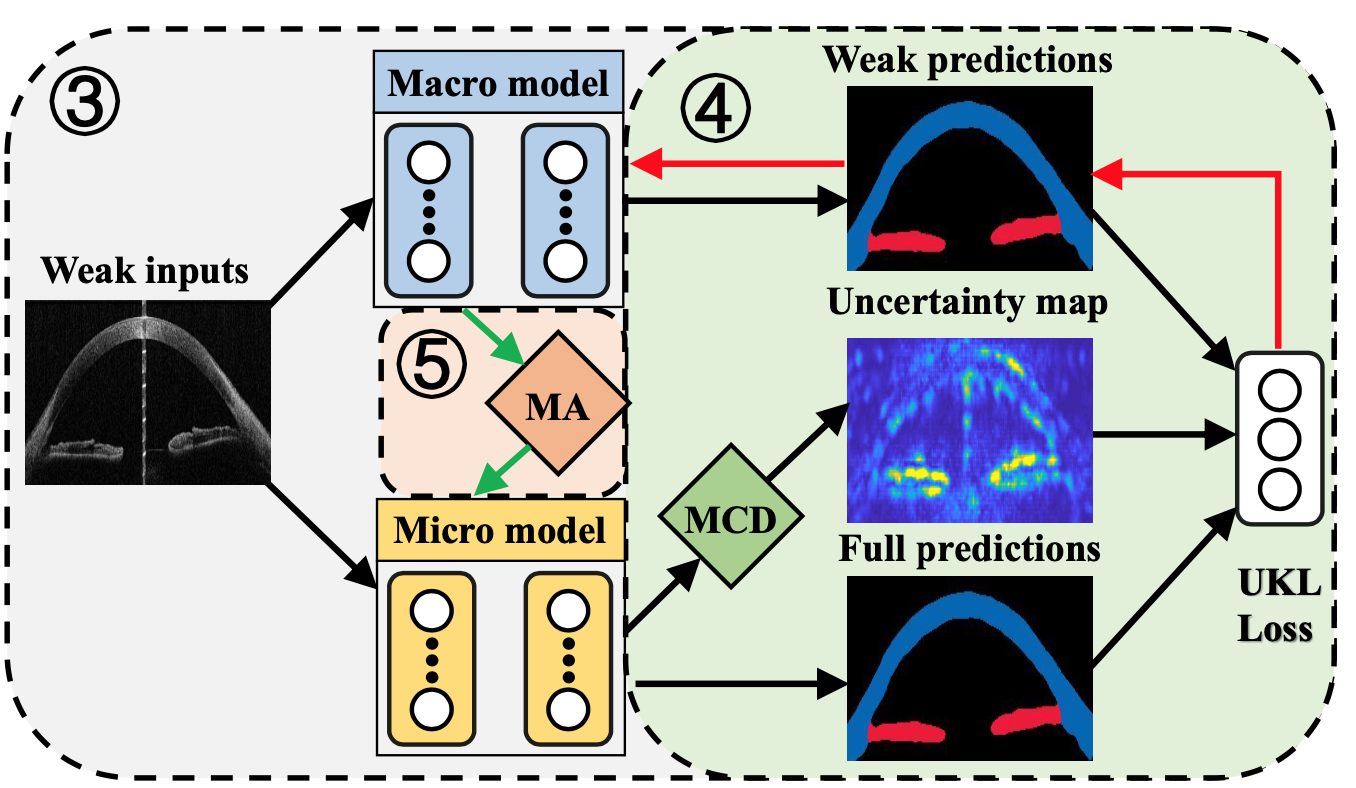 ③
Weak inputs
Macro model
⑤
MA
Micro model
④
Weak predictions
Uncertainty map
MCD
Full predictions
UKL
Loss